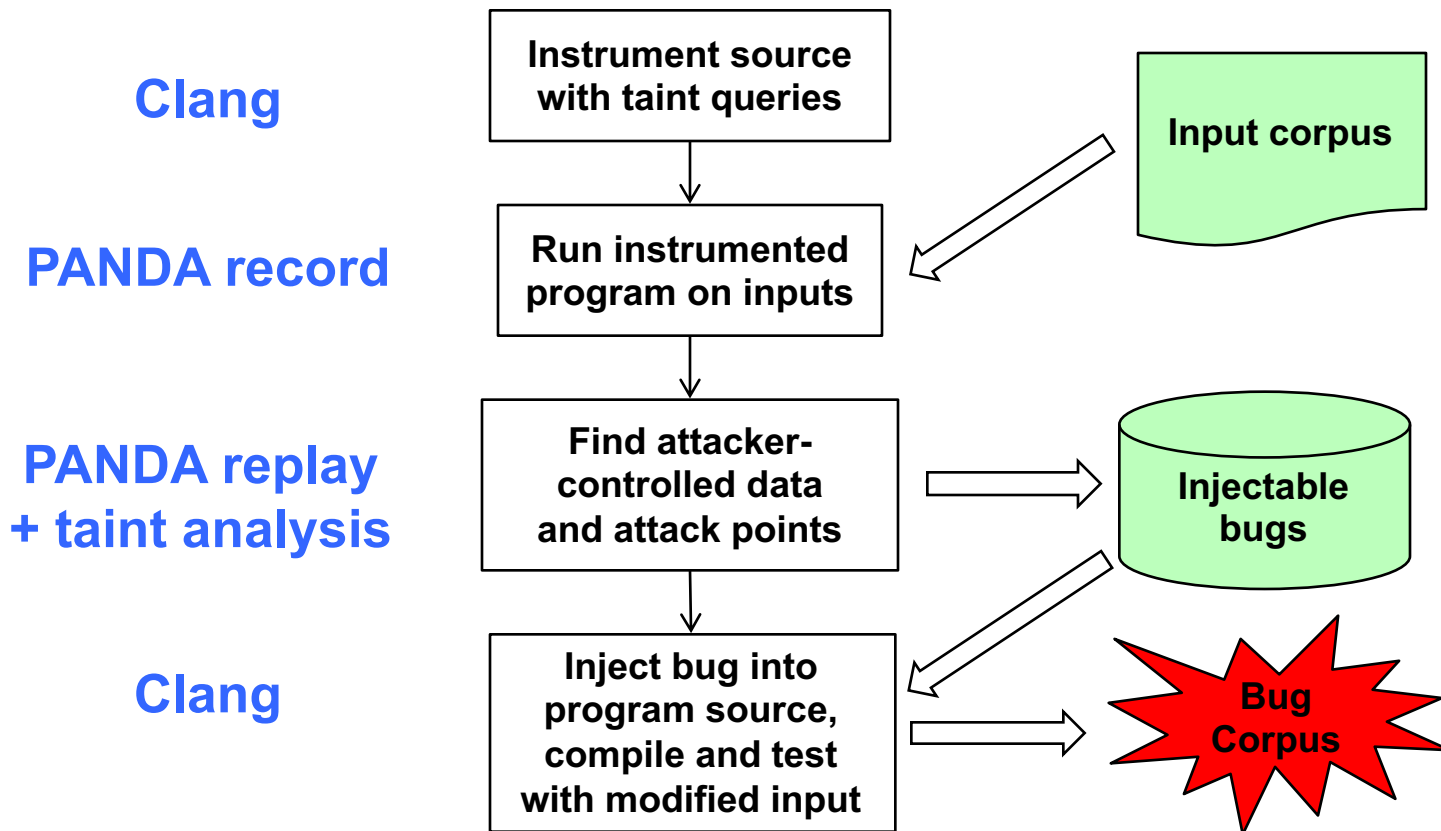 Clang
Instrument source
with taint queries
Input corpus
PANDA record
Run instrumented
program on inputs
PANDA replay
+ taint analysis
Find attacker-
controlled data
and attack points
Injectable
bugs
Clang
Inject bug into
program source,
compile and test
with modified input
Bug
Corpus